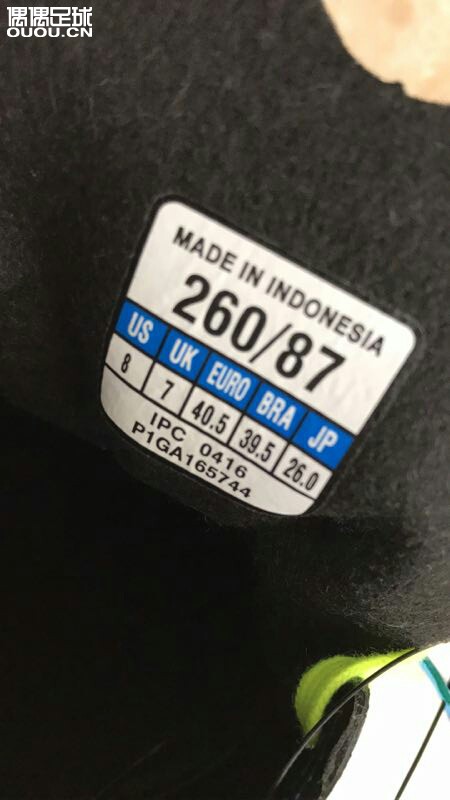 偶偶足球
OUOU.CN
MADE IN INDONESIA
260/87
US UK EURO BRA JP
8 7 40.5 39.5 26.0
IPC 0416
P1GA165744